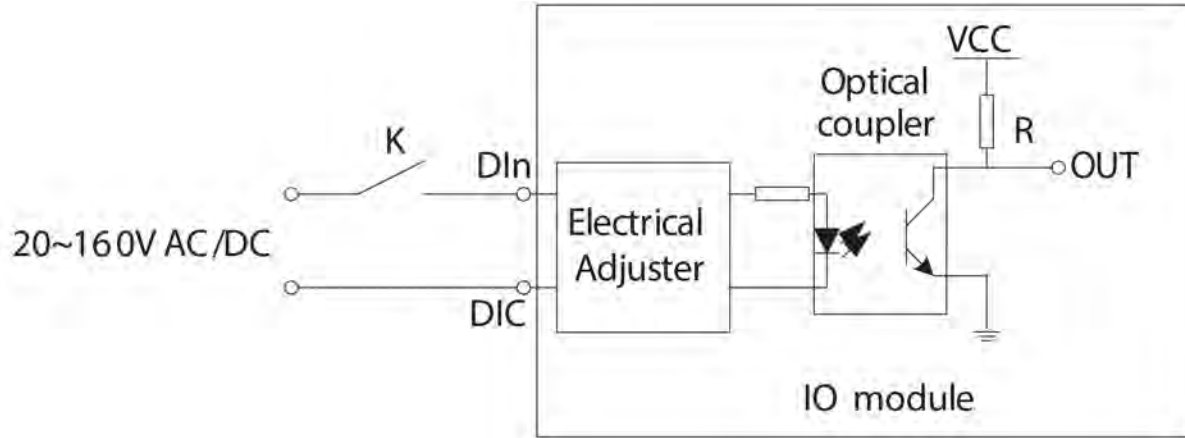 VCC
Optical
coupler
R
K
DIn
OUT
Electrical
Adjuster
20~160V AC/DC
DIC
IO module